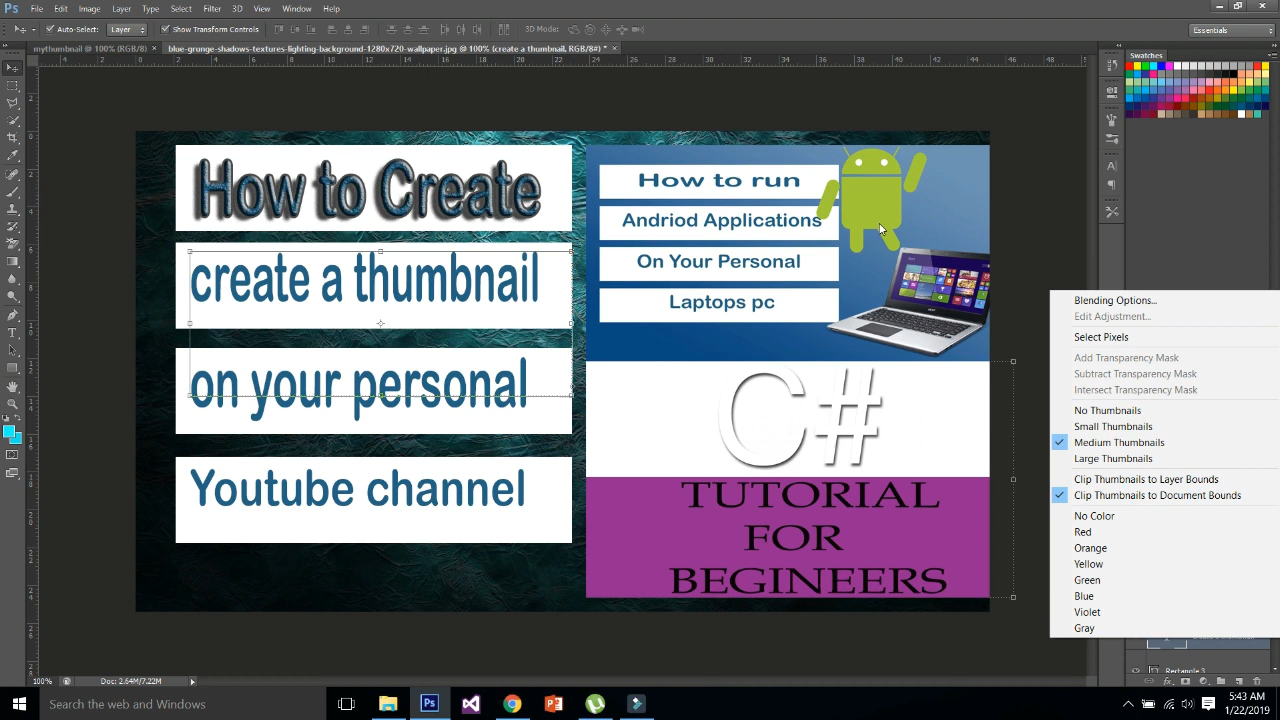 Ps File Edit Image Layer Type Select Filter 3D View Window Help
Auto-Select: Layer Show Transform Controls 3D Mode: Essentials
mythumbnail @ 100% (RGB/8) × blue-grunge-shadows-textures-lighting-background-1280x720-wallpaper.jpg @ 100% (create a thumbnail, RGB/8#) * ×
Swatches
How to Create
create a thumbnail
on your personal
Youtube channel
How to run
Andriod Applications
On Your Personal
Laptops pc
C#
TUTORIAL
FOR
BEGINEERS
Blending Options...
Edit Adjustment...
Select Pixels
Add Transparency Mask
Subtract Transparency Mask
Intersect Transparency Mask
No Thumbnails
Small Thumbnails
Medium Thumbnails
Large Thumbnails
Clip Thumbnails to Layer Bounds
Clip Thumbnails to Document Bounds
No Color
Red
Orange
Yellow
Green
Blue
Violet
Gray
Rectangle 3
100% Doc: 2.64M/7.22M
Search the web and Windows
5:43 AM
1/22/2019